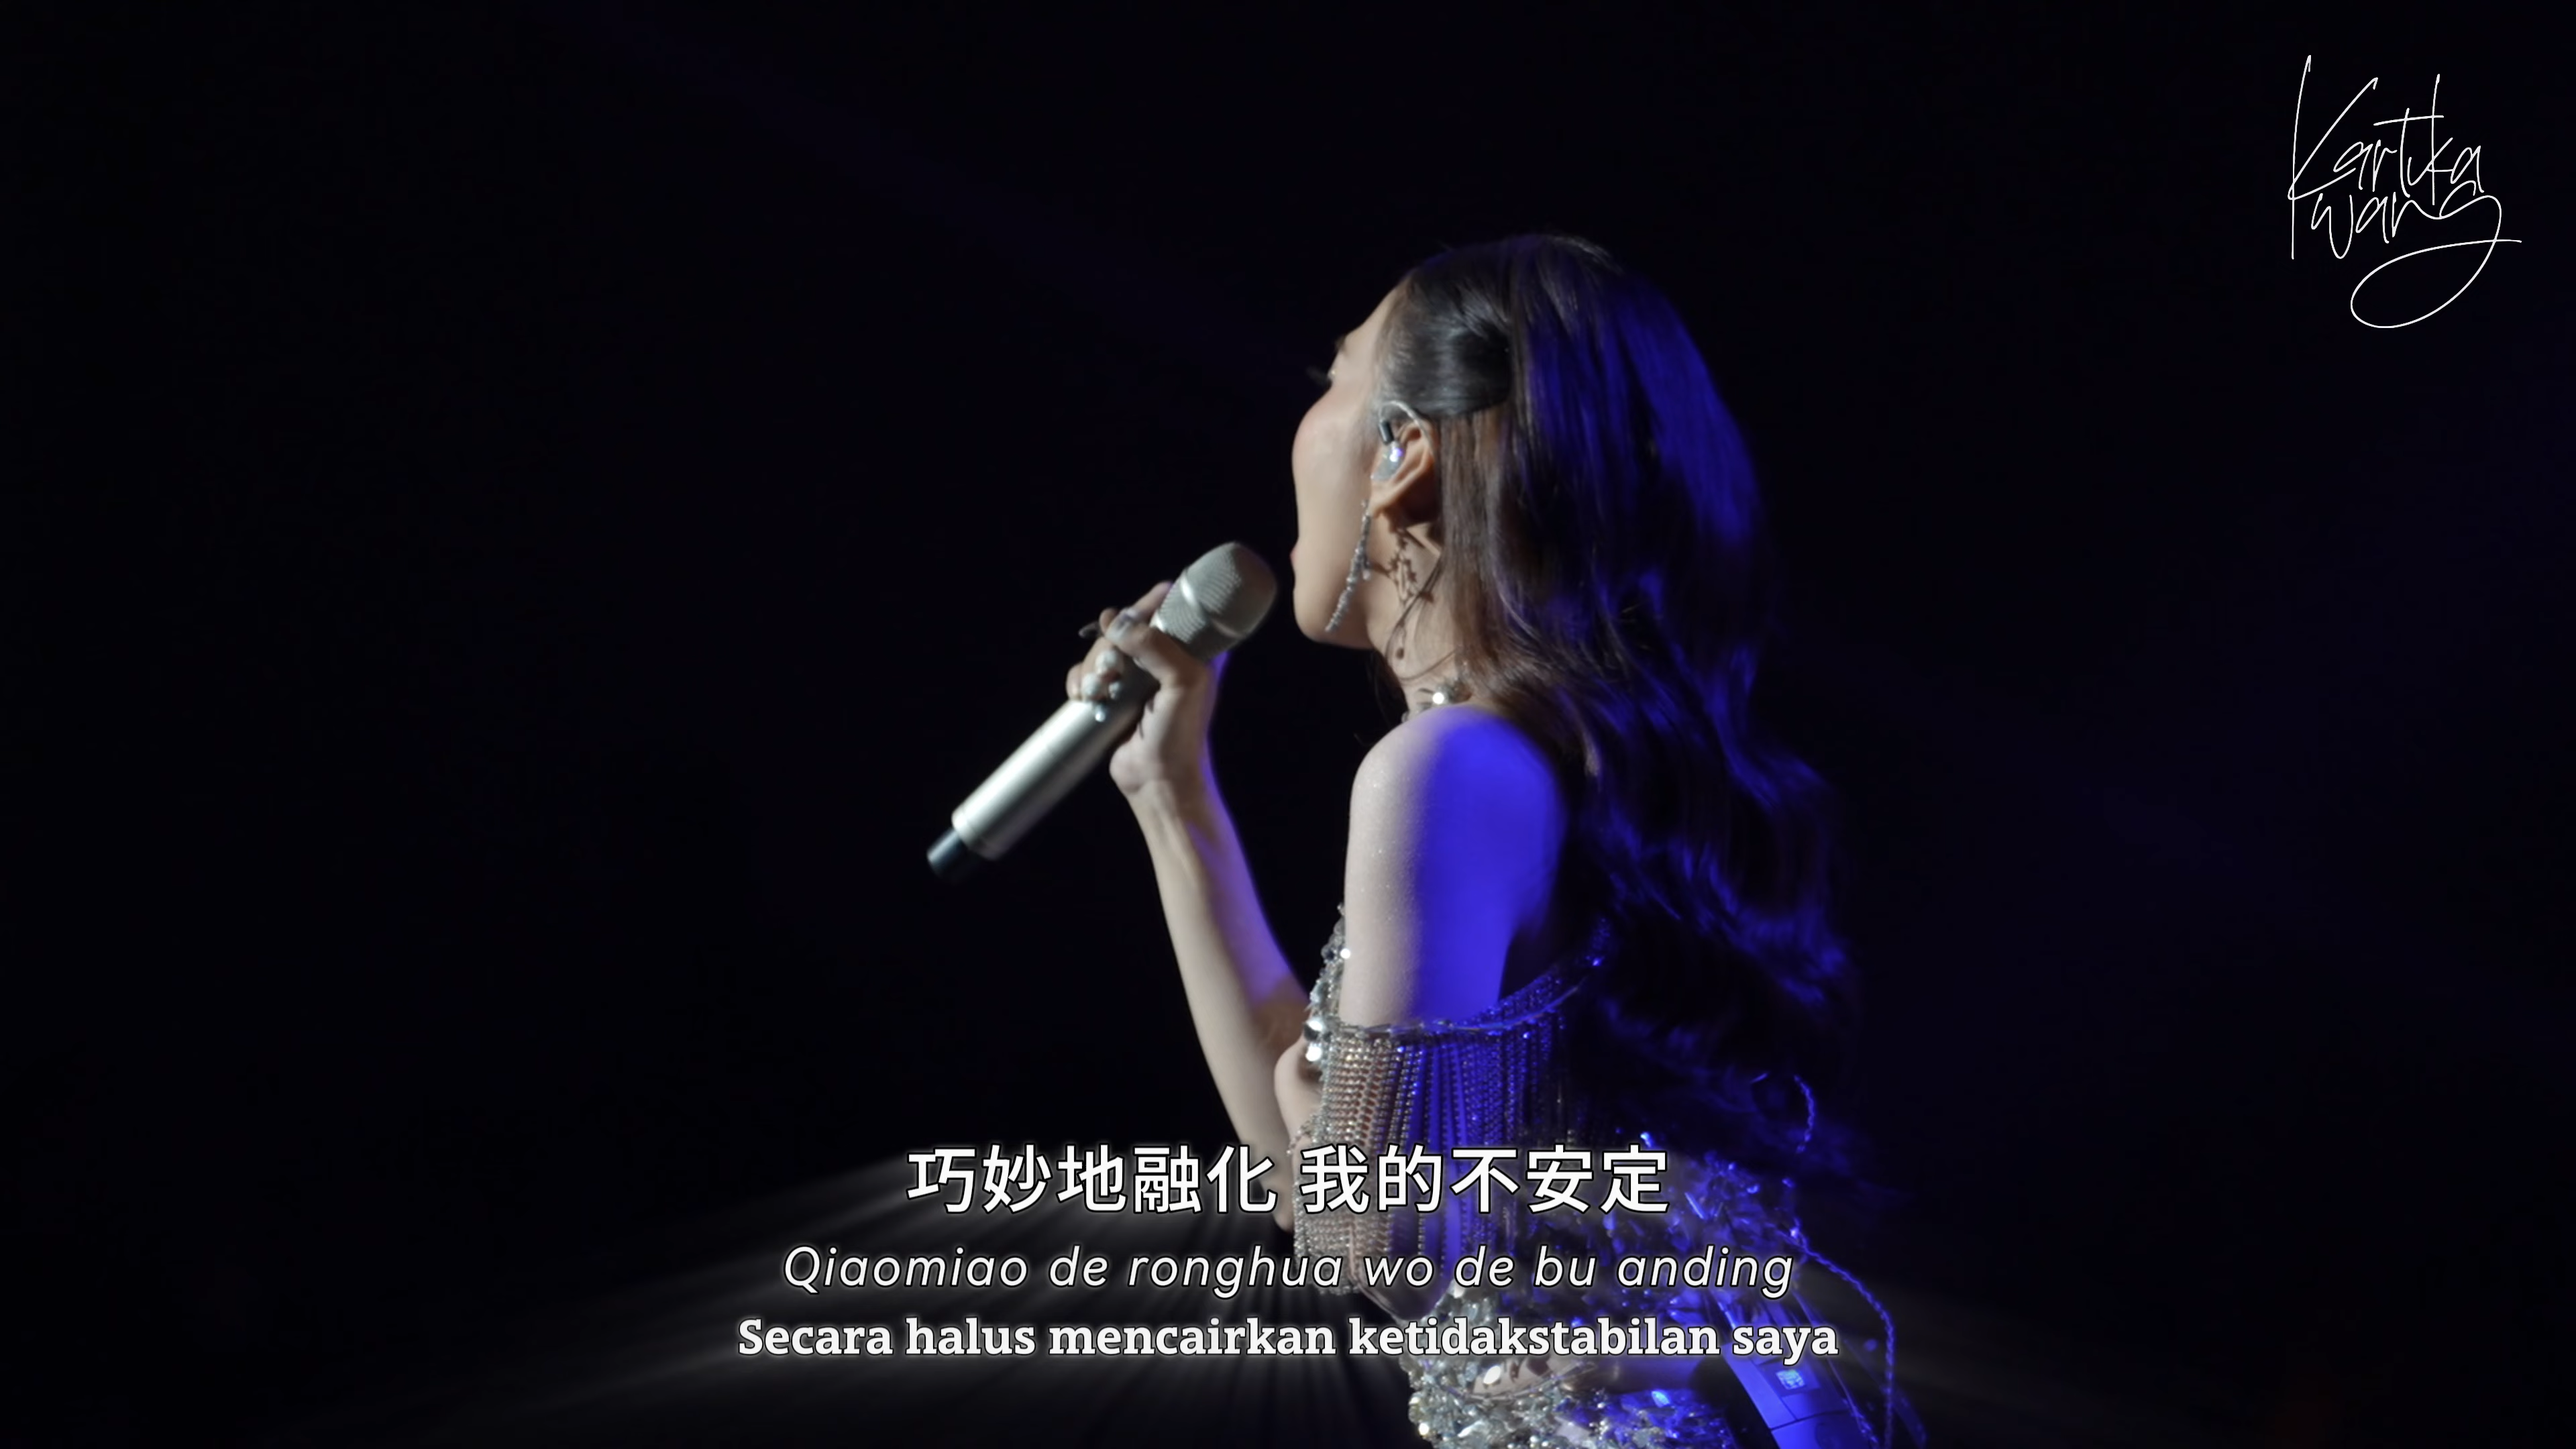 Kartika
wang
巧妙地融化 我的不安定
Qiaomiao de ronghua wo de bu anding
Secara halus mencairkan ketidakstabilan saya